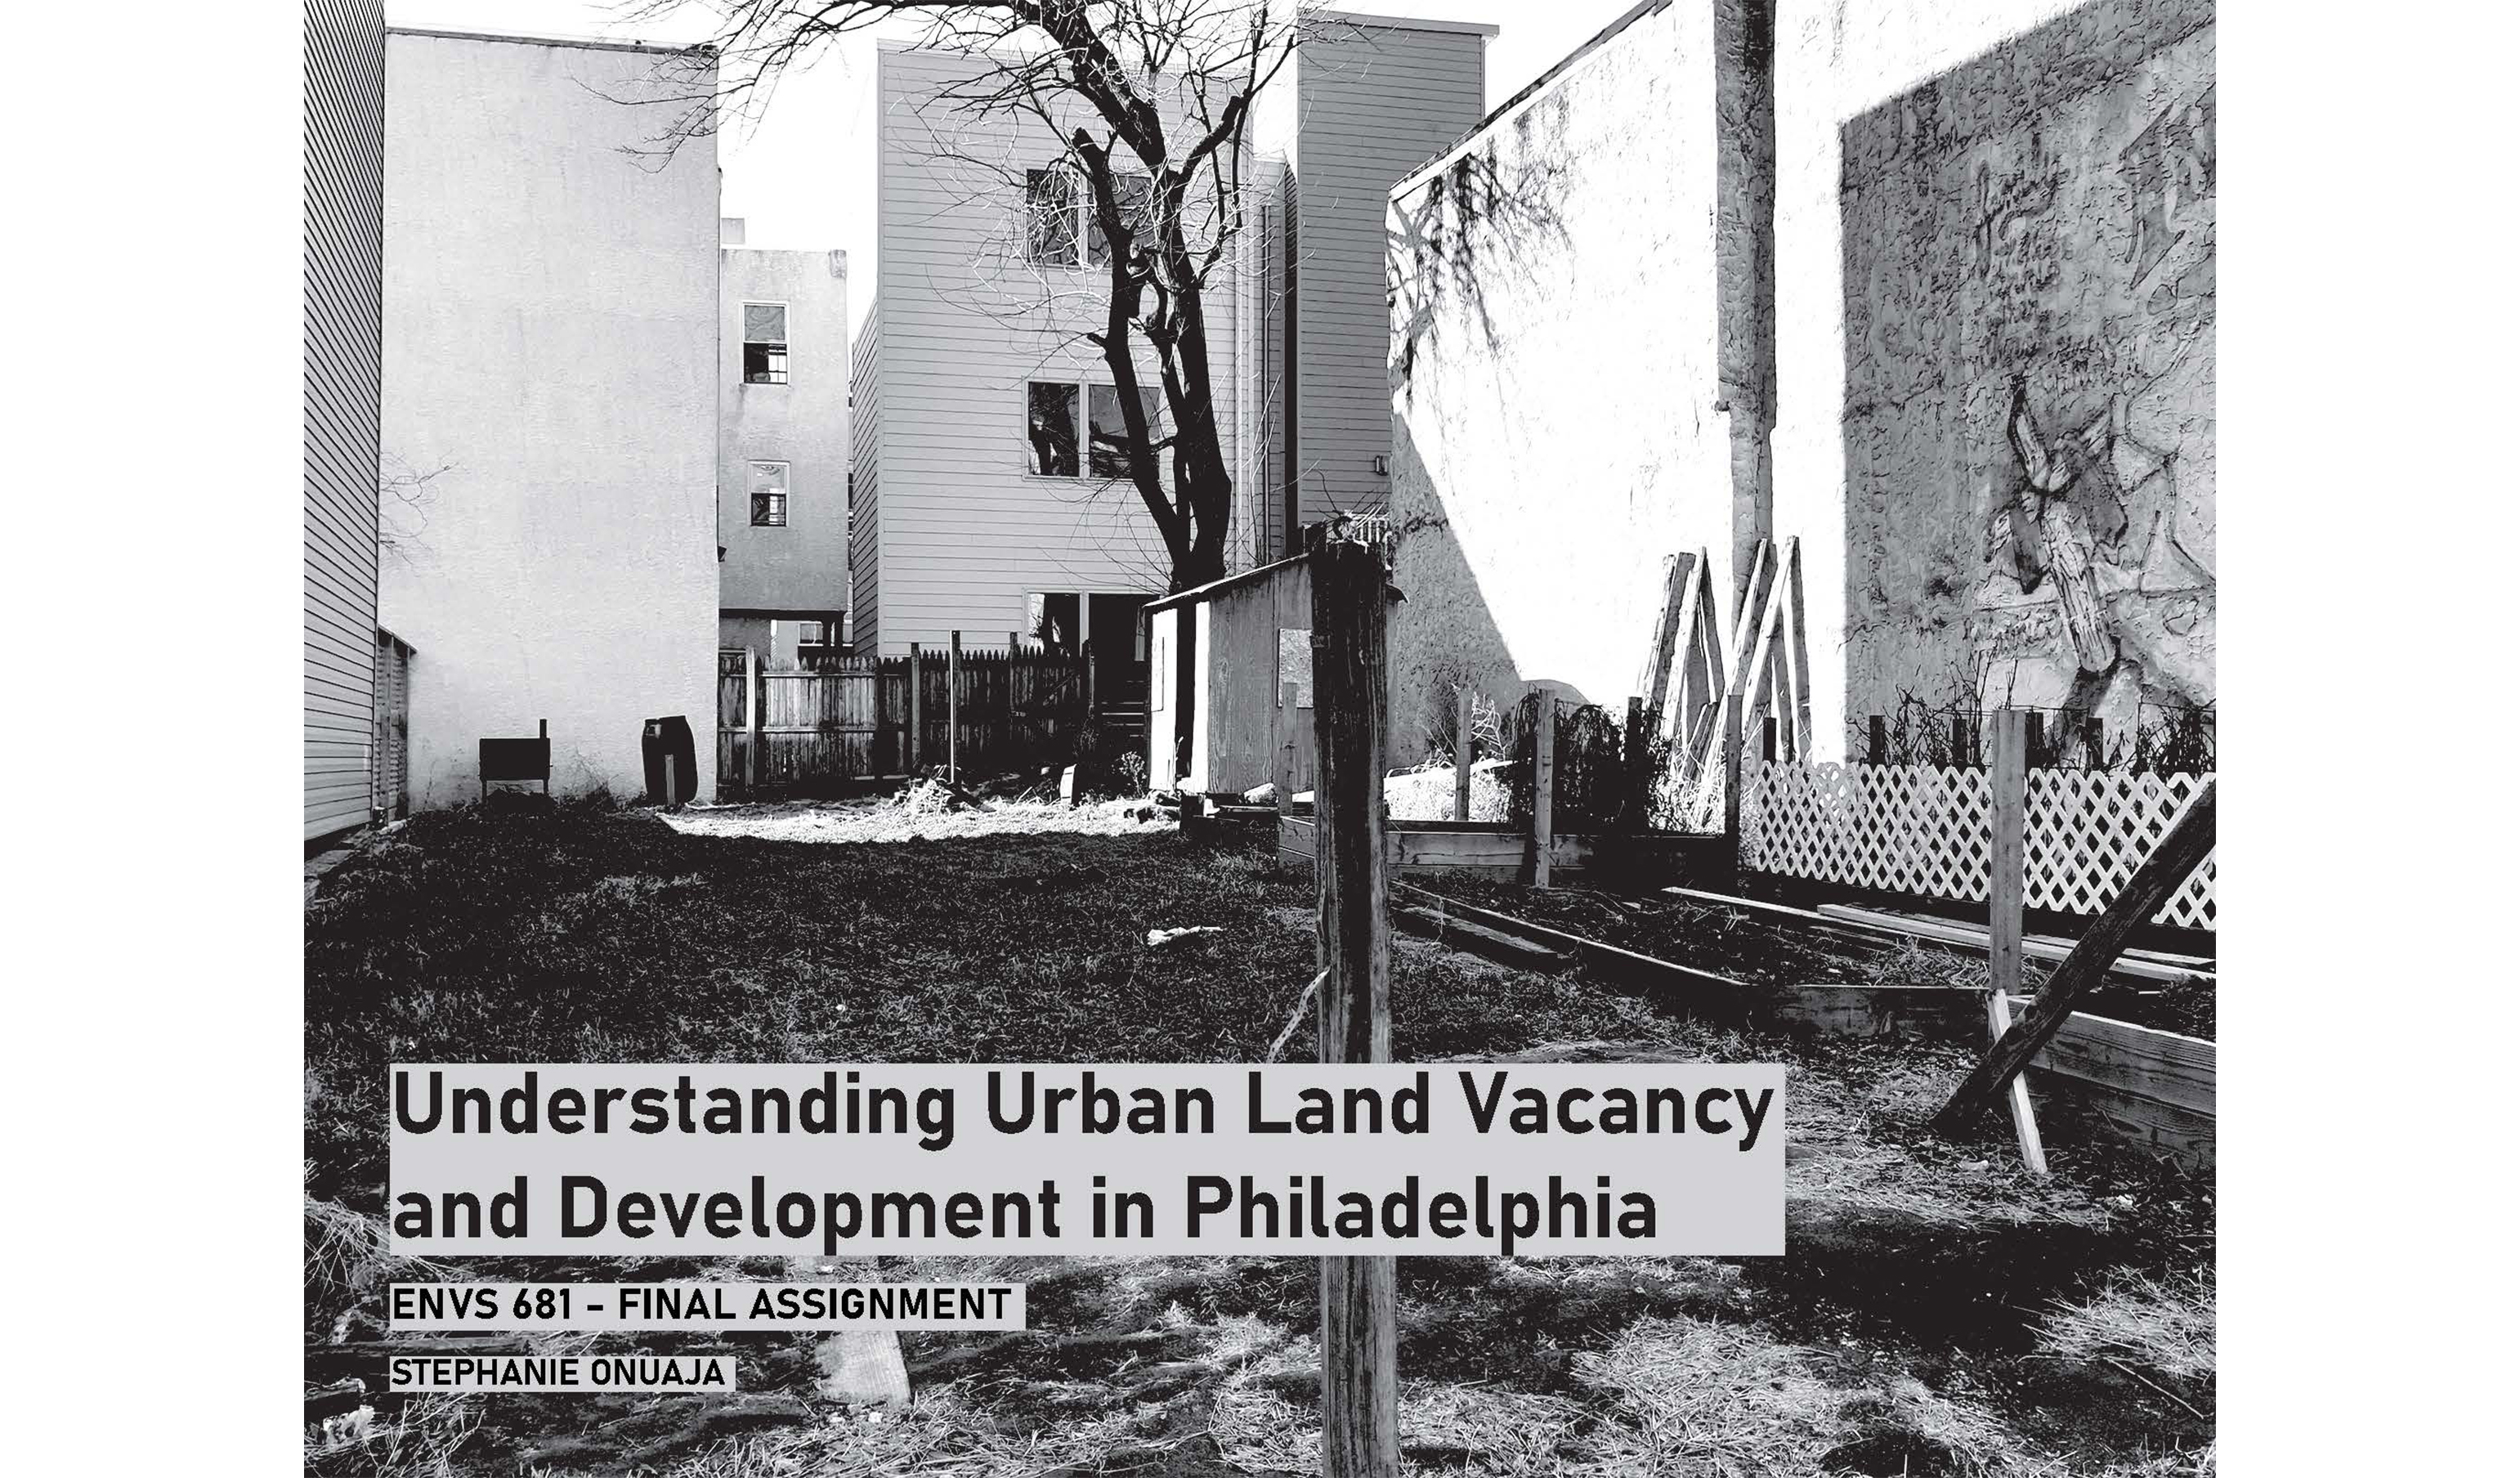 Understanding Urban Land Vacancy
and Development in Philadelphia
ENVS 681 - FINAL ASSIGNMENT
STEPHANIE ONUAJA